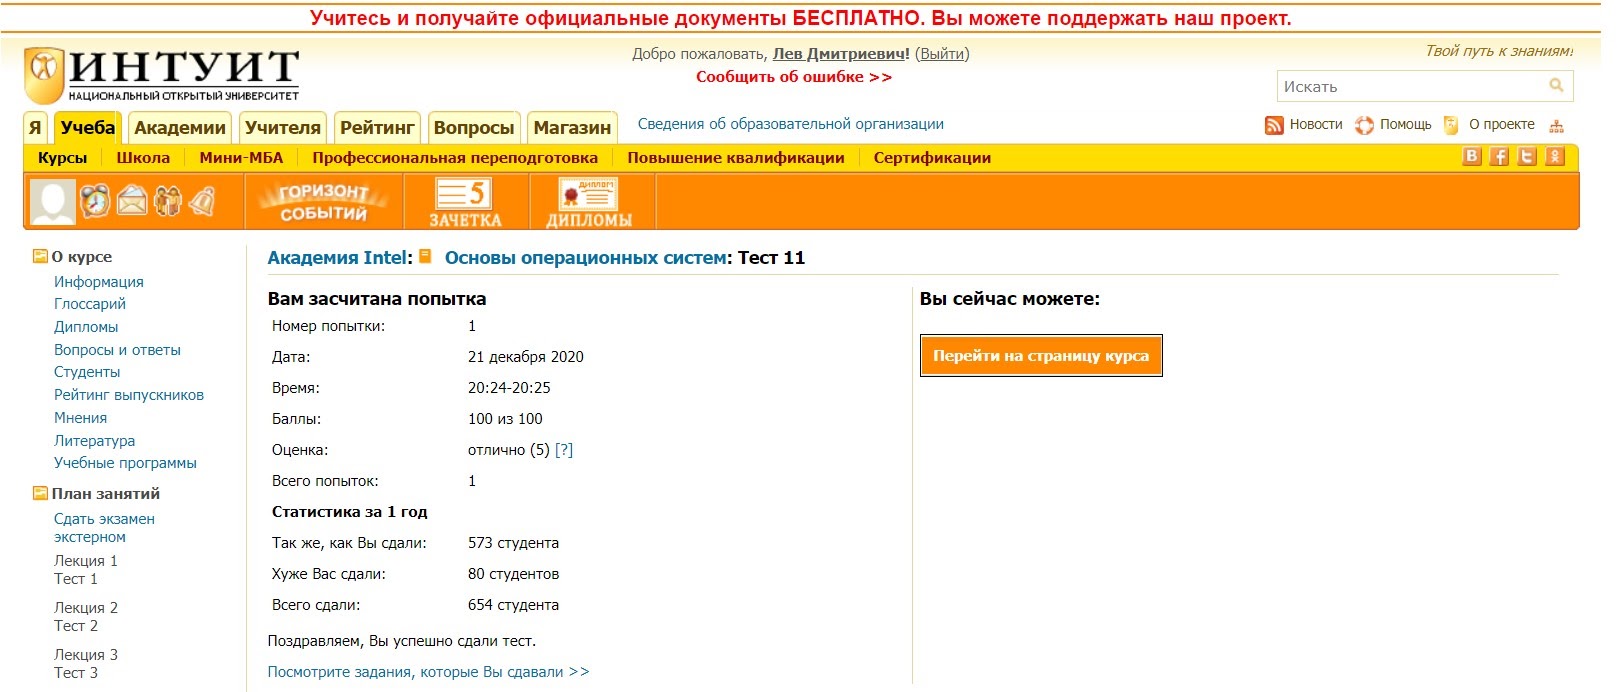 Учитесь и получайте официальные документы БЕСПЛАТНО. Вы можете поддержать наш проект.
ИНТУИТ
НАЦИОНАЛЬНЫЙ ОТКРЫТЫЙ УНИВЕРСИТЕТ
Добро пожаловать, Лев Дмитриевич! (Выйти)
Сообщить об ошибке >>
Твой путь к знаниям!
Искать
Я Учеба Академии Учителя Рейтинг Вопросы Магазин Сведения об образовательной организации
Новости Помощь О проекте
Курсы Школа Мини-МБА Профессиональная переподготовка Повышение квалификации Сертификации
ГОРИЗОНТ
СОБЫТИЙ
5
ЗАЧЕТКА
ДИПЛОМ
ДИПЛОМЫ
О курсе
Информация
Глоссарий
Дипломы
Вопросы и ответы
Студенты
Рейтинг выпускников
Мнения
Литература
Учебные программы
План занятий
Сдать экзамен
экстерном
Лекция 1
Тест 1
Лекция 2
Тест 2
Лекция 3
Тест 3
Академия Intel: Основы операционных систем: Тест 11
Вам засчитана попытка
Номер попытки: 1
Дата: 21 декабря 2020
Время: 20:24-20:25
Баллы: 100 из 100
Оценка: отлично (5) [?]
Всего попыток: 1
Статистика за 1 год
Так же, как Вы сдали: 573 студента
Хуже Вас сдали: 80 студентов
Всего сдали: 654 студента
Поздравляем, Вы успешно сдали тест.
Посмотрите задания, которые Вы сдавали >>
Вы сейчас можете:
Перейти на страницу курса